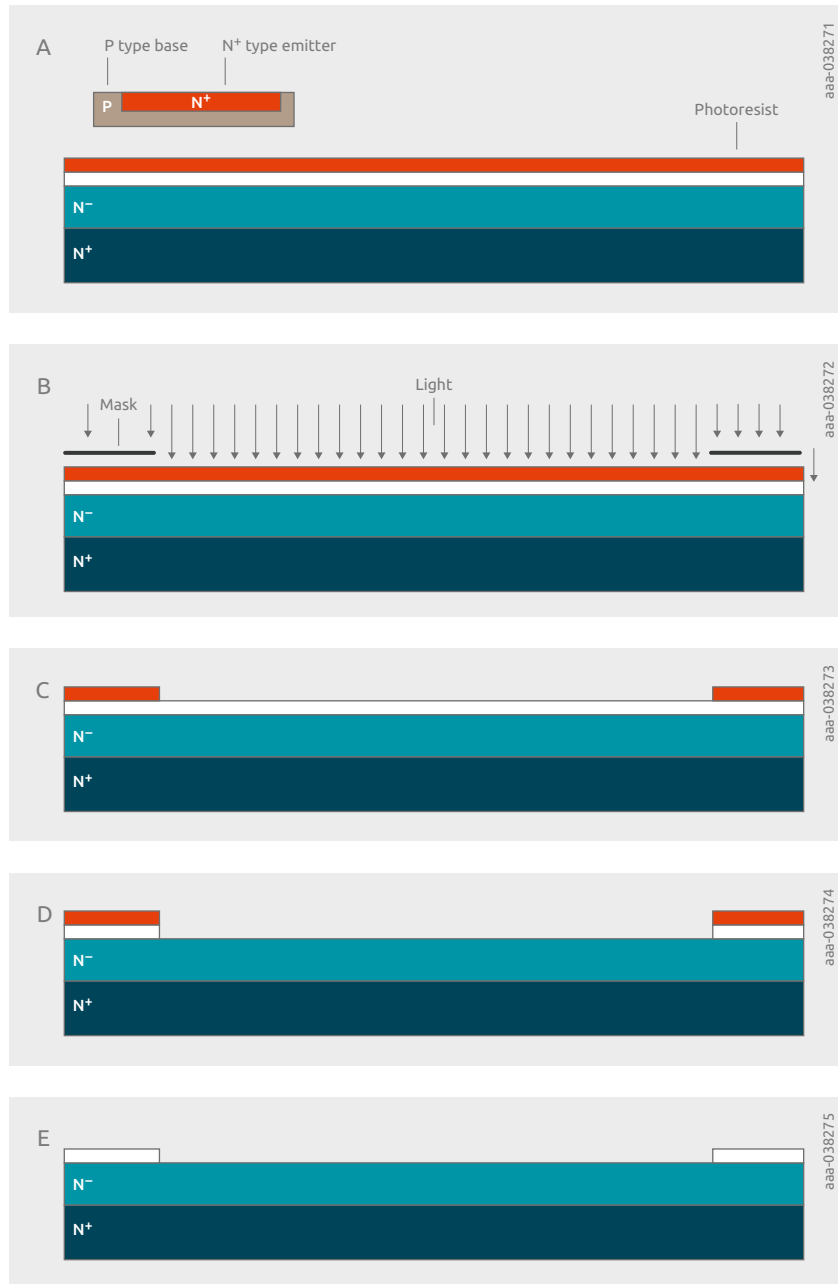 A
P type base
N⁺ type emitter
aaa-038271
P
N⁺
Photoresist
N⁻
N⁺
B
Mask
Light
aaa-038272
N⁻
N⁺
C
aaa-038273
N⁻
N⁺
D
aaa-038274
N⁻
N⁺
E
aaa-038275
N⁻
N⁺